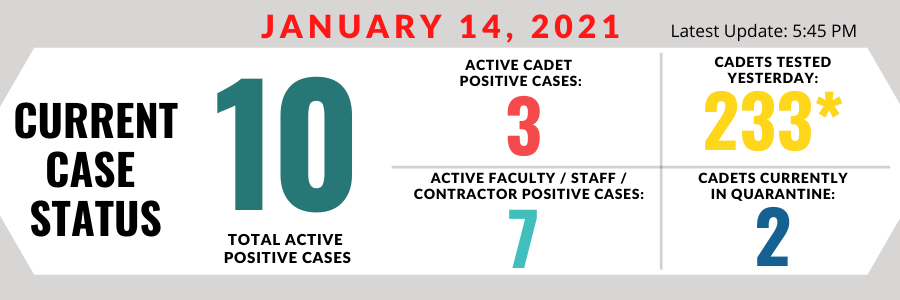 JANUARY 14, 2021
Latest Update: 5:45 PM
CURRENT
CASE
STATUS
10
TOTAL ACTIVE
POSITIVE CASES
ACTIVE CADET
POSITIVE CASES:
3
ACTIVE FACULTY / STAFF /
CONTRACTOR POSITIVE CASES:
7
CADETS TESTED
YESTERDAY:
233*
CADETS CURRENTLY
IN QUARANTINE:
2